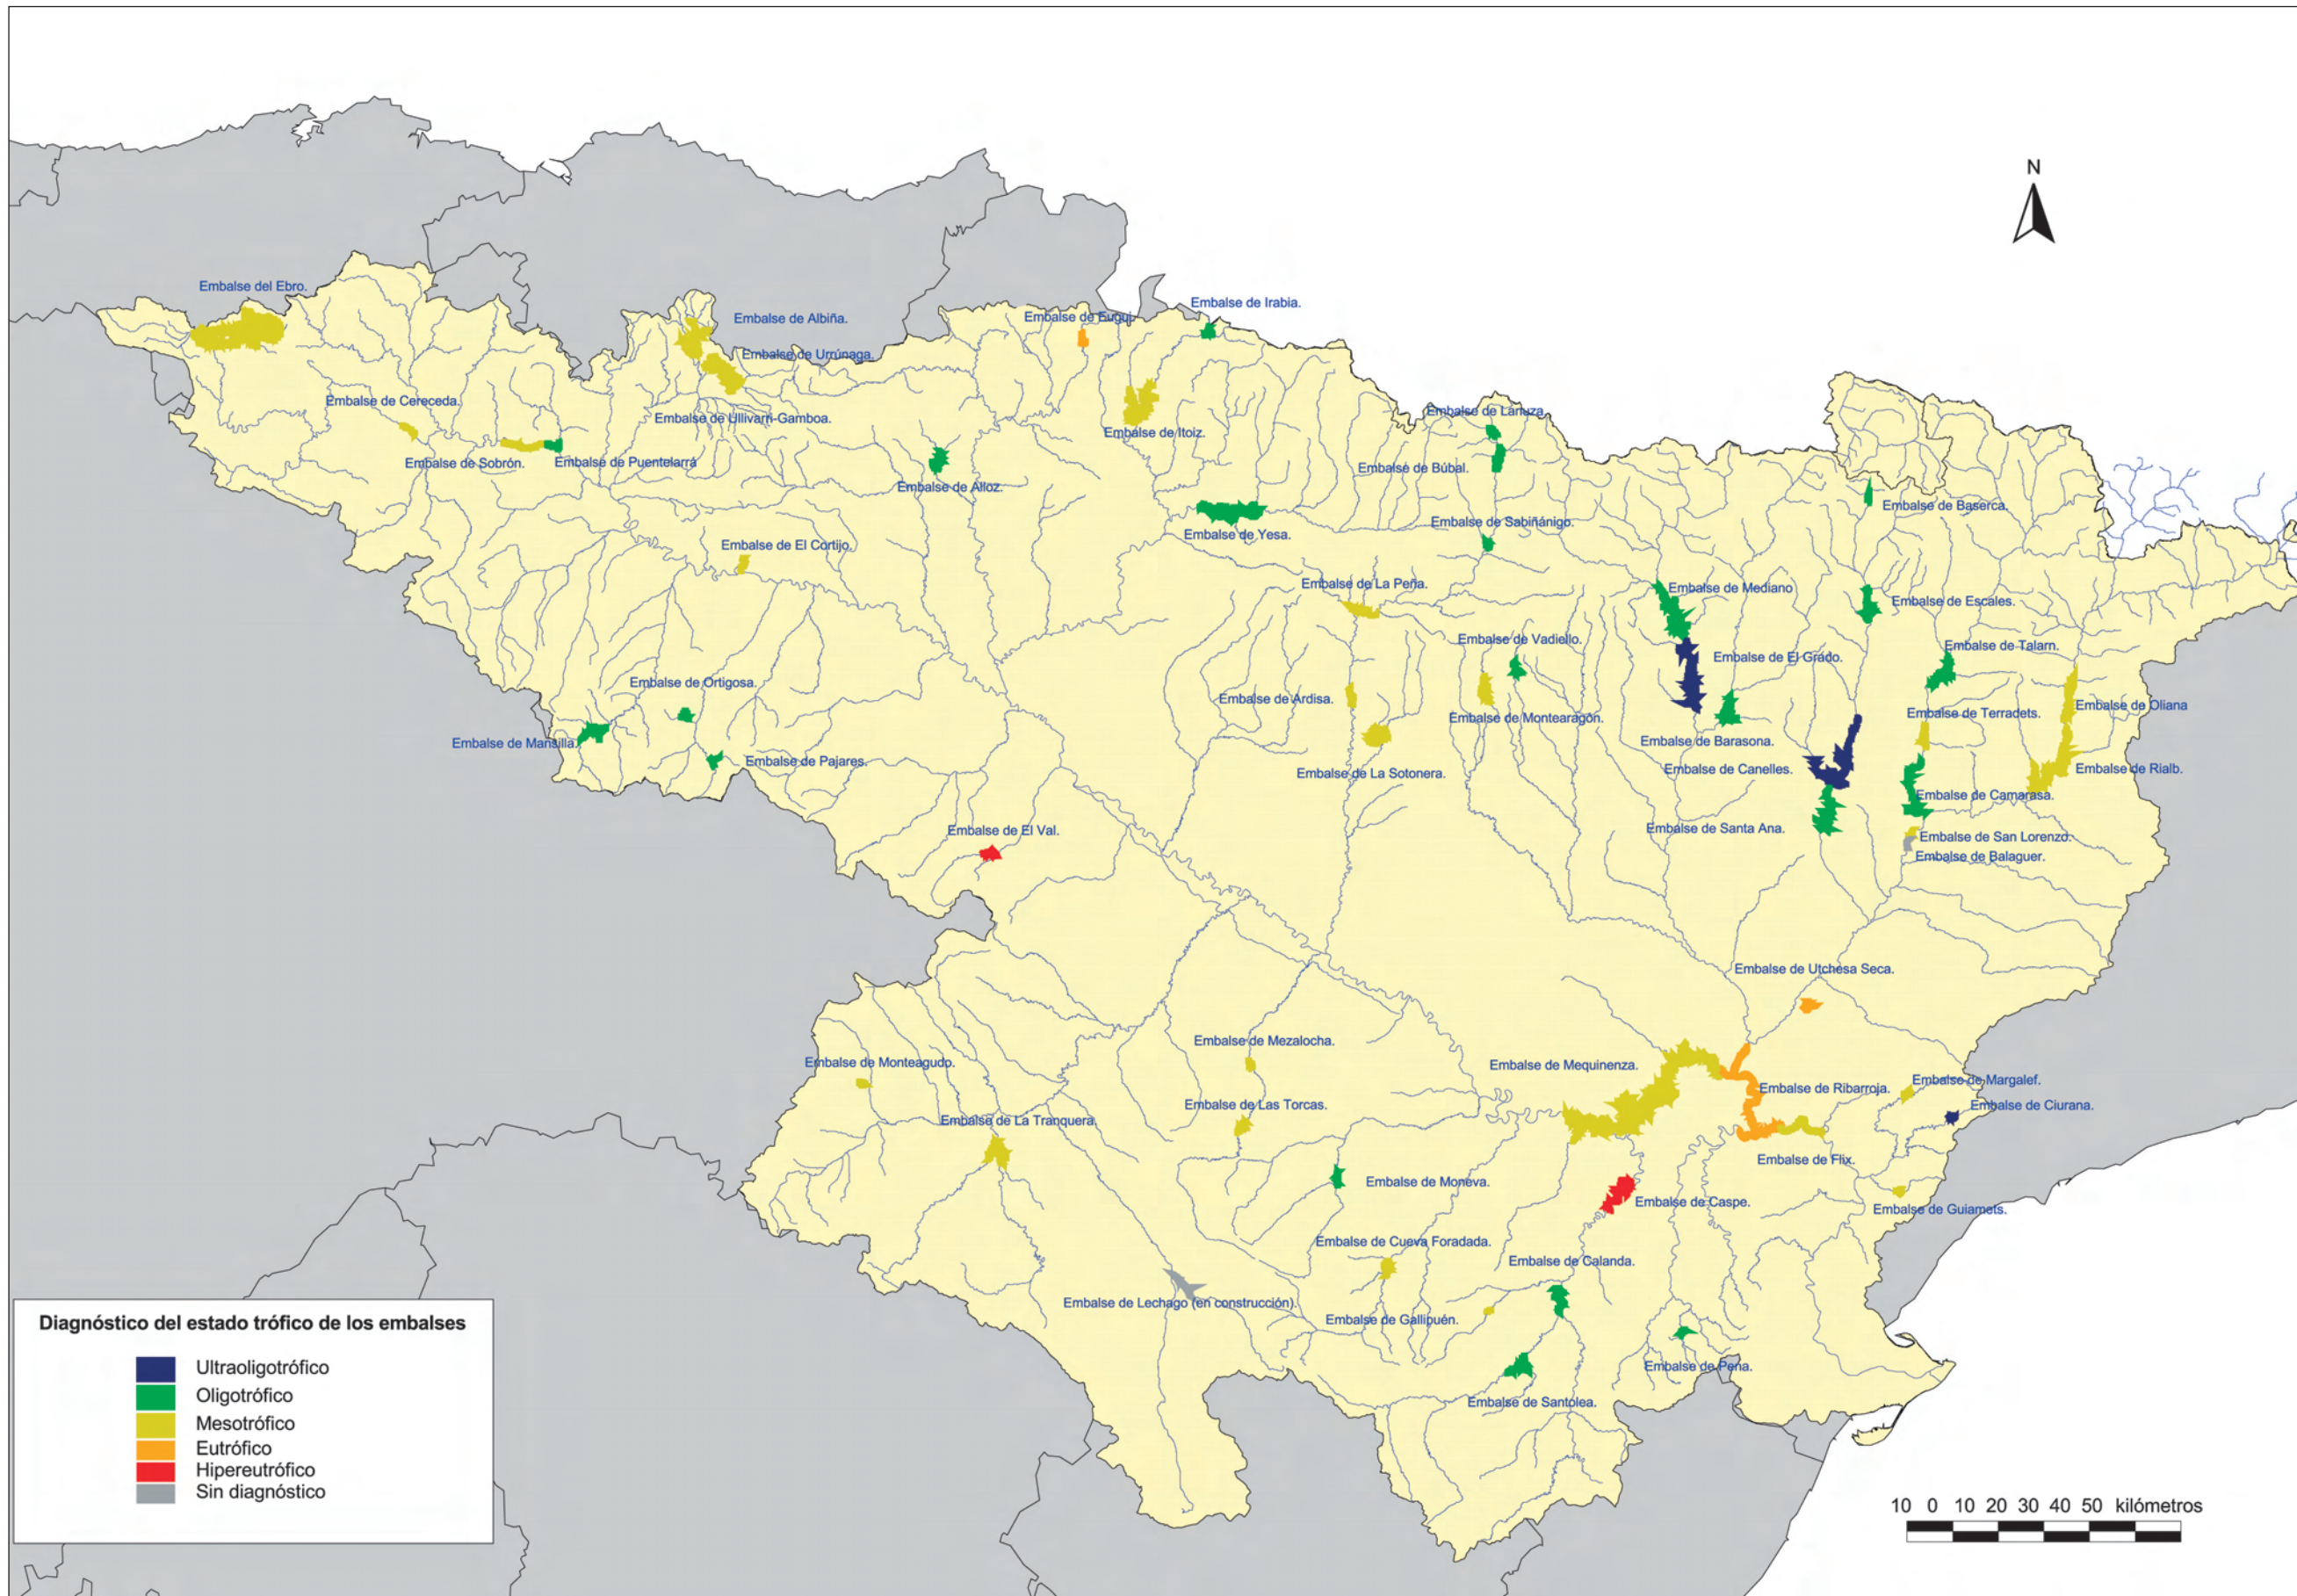 N
Embalse del Ebro.
Embalse de Irabia.
Embalse de Albiña.
Embalse de Eugui.
Embalse de Urrúnaga.
Embalse de Cereceda.
Embalse de Ullivarri-Gamboa.
Embalse de Lanuza.
Embalse de Itoiz.
Embalse de Sobrón.
Embalse de Puentelarrá
Embalse de Búbal.
Embalse de Alloz.
Embalse de Baserca.
Embalse de Sabiñánigo.
Embalse de Yesa.
Embalse de El Cortijo.
Embalse de La Peña.
Embalse de Mediano
Embalse de Escales.
Embalse de Vadiello.
Embalse de Talarn.
Embalse de El Grado.
Embalse de Ortigosa.
Embalse de Ardisa.
Embalse de Oliana
Embalse de Terradets.
Embalse de Montearagón.
Embalse de Mansilla.
Embalse de Barasona.
Embalse de Pajares.
Embalse de Canelles.
Embalse de Rialb.
Embalse de La Sotonera.
Embalse de Camarasa.
Embalse de El Val.
Embalse de Santa Ana.
Embalse de San Lorenzo.
Embalse de Balaguer.
Embalse de Utchesa Seca.
Embalse de Mezalocha.
Embalse de Monteagudo.
Embalse de Mequinenza.
Embalse de Margalef.
Embalse de Ribarroja.
Embalse de Las Torcas.
Embalse de Ciurana.
Embalse de La Tranquera.
Embalse de Flix.
Embalse de Moneva.
Embalse de Caspe.
Embalse de Guiamets.
Embalse de Cueva Foradada.
Embalse de Calanda.
Embalse de Lechago (en construcción).
Embalse de Gallipuén.
Embalse de Pena.
Embalse de Santolea.
Diagnóstico del estado trófico de los embalses
Ultraoligotrófico
Oligotrófico
Mesotrófico
Eutrófico
Hipereutrófico
Sin diagnóstico
10 0 10 20 30 40 50 kilómetros